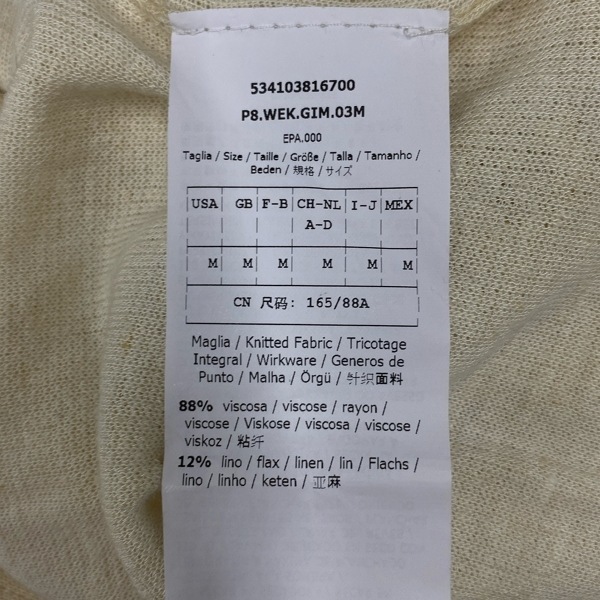 534103816700
P8.WEK.GIM.03M
EPA.000
Taglia / Size / Taille / Größe / Talla / Tamanho /
Beden / 規格 / サイズ
USA GB F-B CH-NL I-J MEX
A-D
M M M M M M
CN 尺码: 165/88A
Maglia / Knitted Fabric / Tricotage
Integral / Wirkware / Generos de
Punto / Malha / Örgü / 针织面料
88% viscosa / viscose / rayon /
viscose / Viskose / viscosa / viscose /
viskoz / 粘纤
12% lino / flax / linen / lin / Flachs /
lino / linho / keten / 亚麻